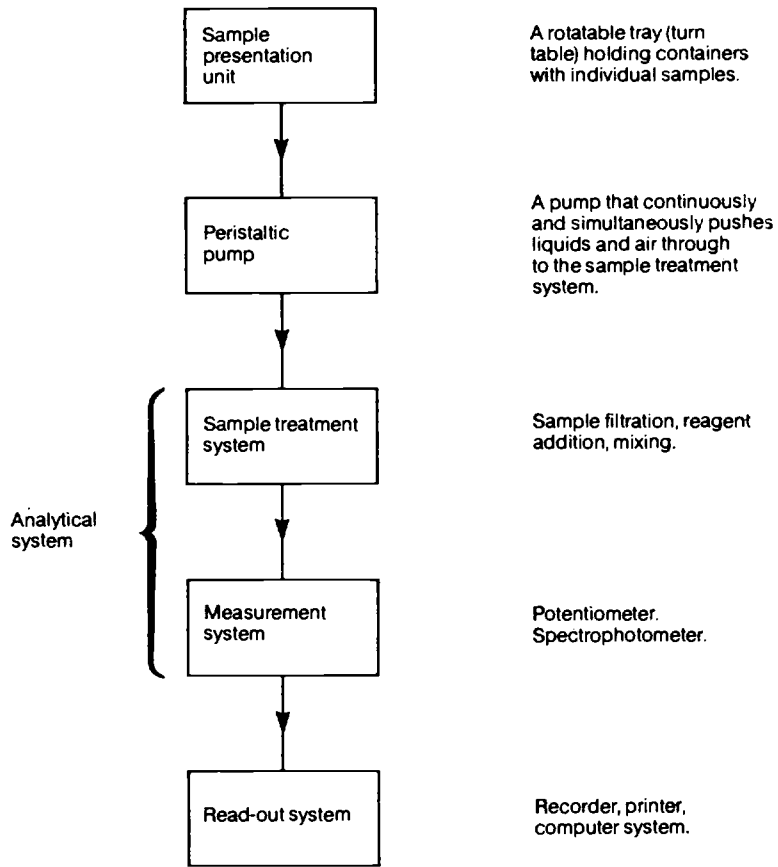 Sample
presentation
unit
A rotatable tray (turn
table) holding containers
with individual samples.
Peristaltic
pump
A pump that continuously
and simultaneously pushes
liquids and air through
to the sample treatment
system.
Sample treatment
system
Sample filtration, reagent
addition, mixing.
Analytical
system
Measurement
system
Potentiometer.
Spectrophotometer.
Read-out system
Recorder, printer,
computer system.